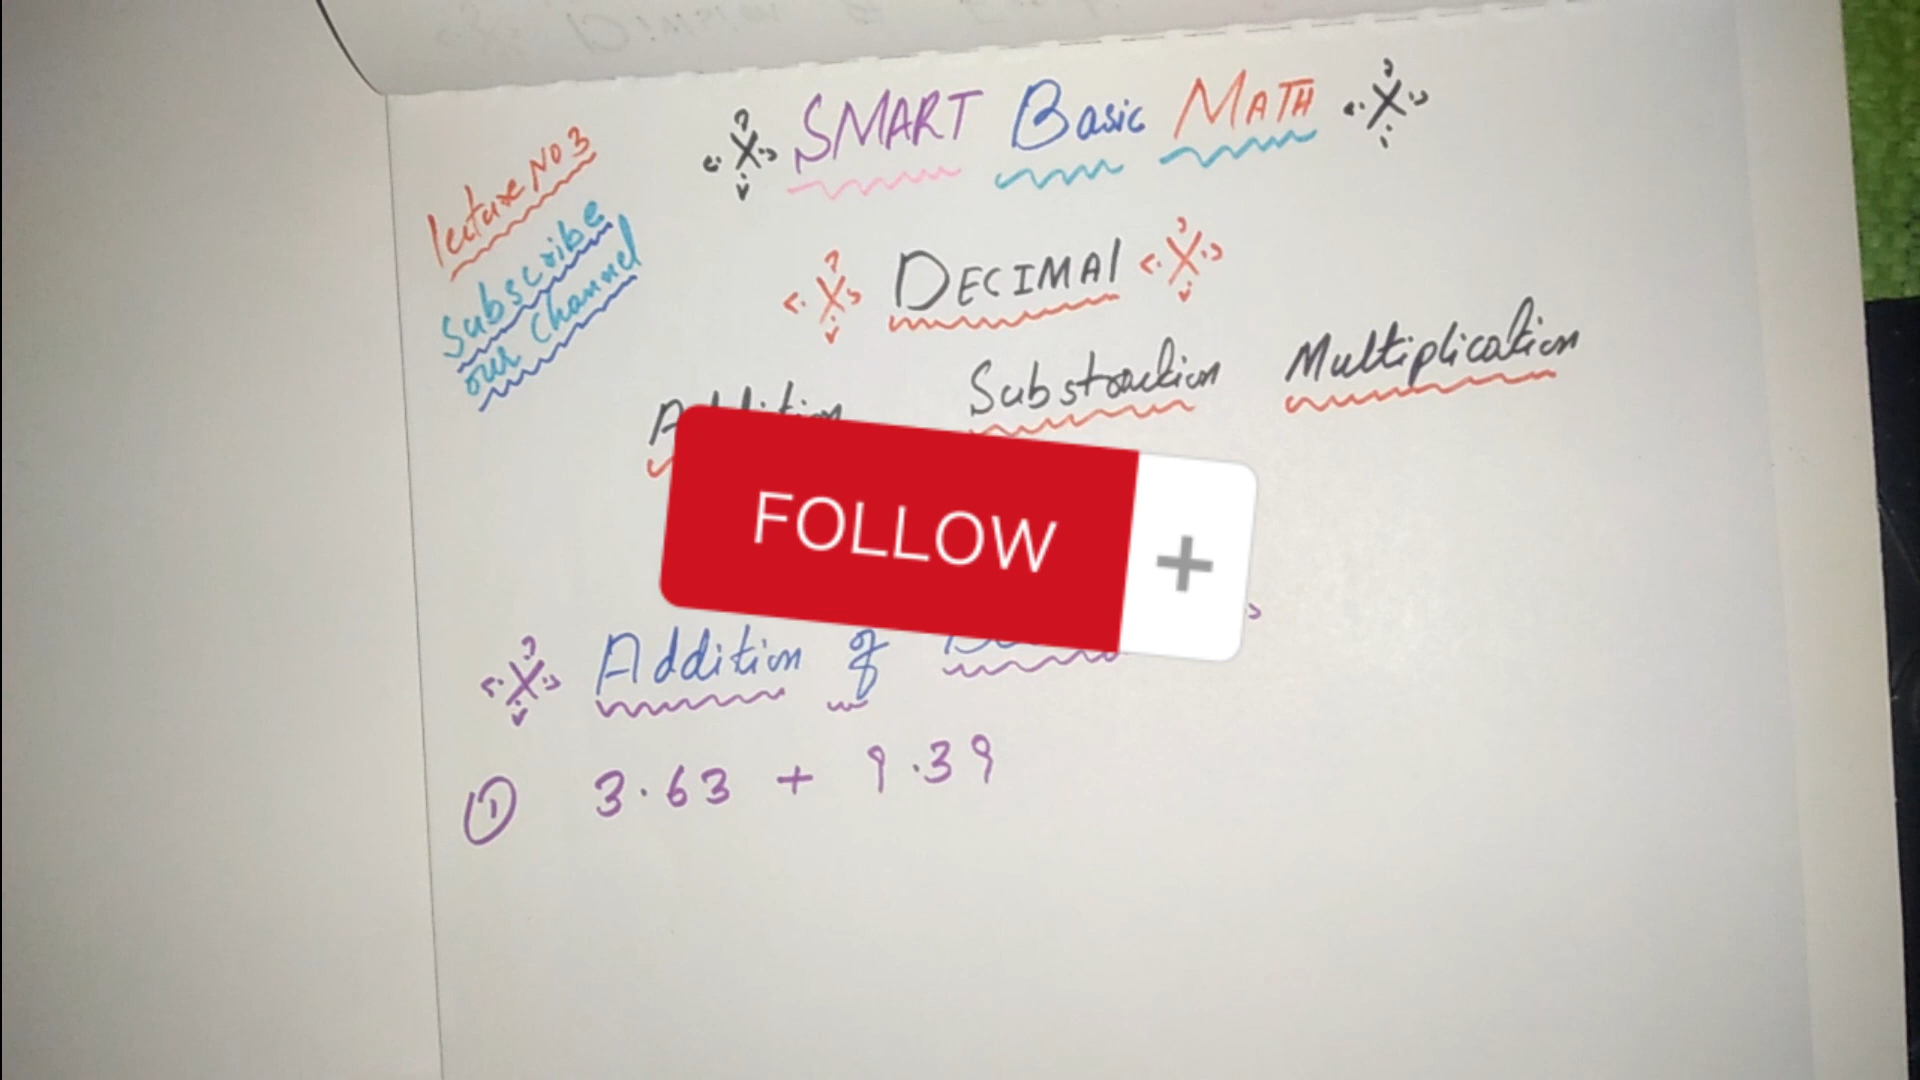 SMART Basic MATH
lecture NO 3
Subscribe
our Channel
DECIMAl
Substraction Multiplication
FOLLOW +
Addition of
① 3.63 + 9.39